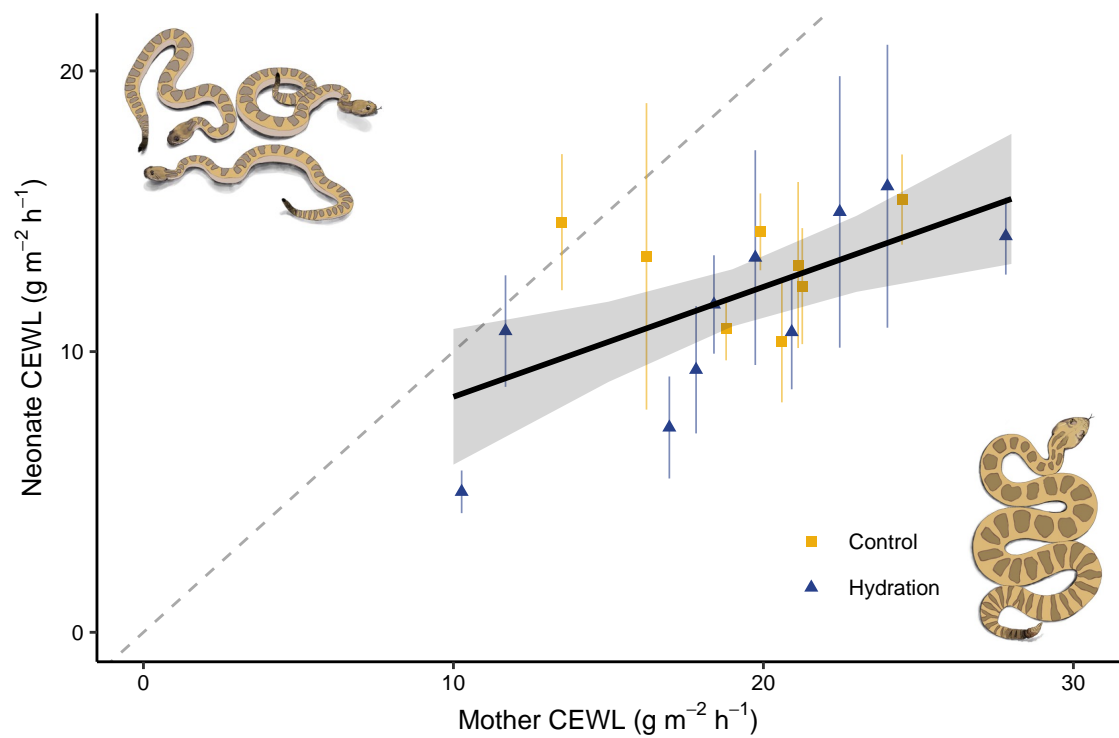 Neonate CEWL (g m⁻² h⁻¹)
20
10
0
Control
Hydration
0 10 20 30
Mother CEWL (g m⁻² h⁻¹)